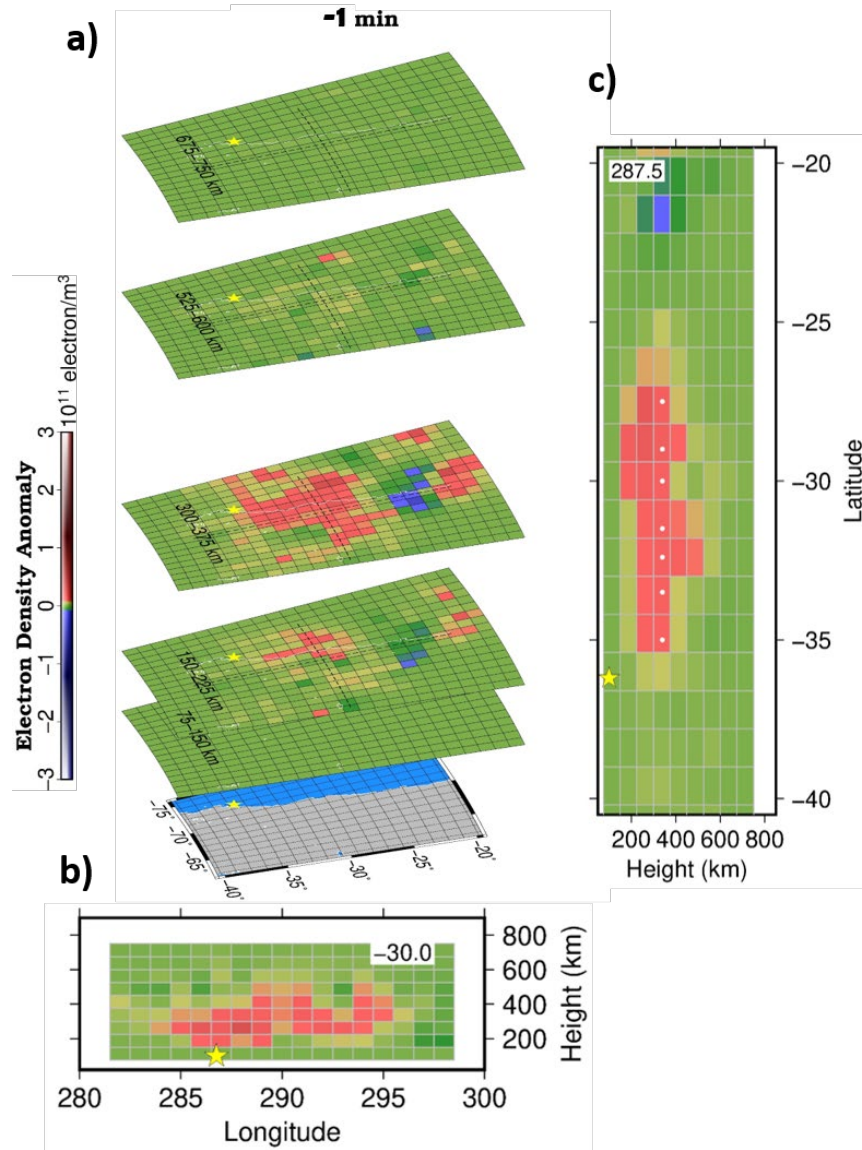 -1 min
a)
675–750 km
525–600 km
300–375 km
150–225 km
75–150 km
-75°
-70°
-65°
-40°
-35°
-30°
-25°
-20°
Electron Density Anomaly
10¹¹ electron/m³
3
2
1
0
-1
-2
-3
c)
287.5
-20
-25
-30
-35
-40
Latitude
200 400 600 800
Height (km)
b)
-30.0
800
600
400
200
Height (km)
280 285 290 295 300
Longitude